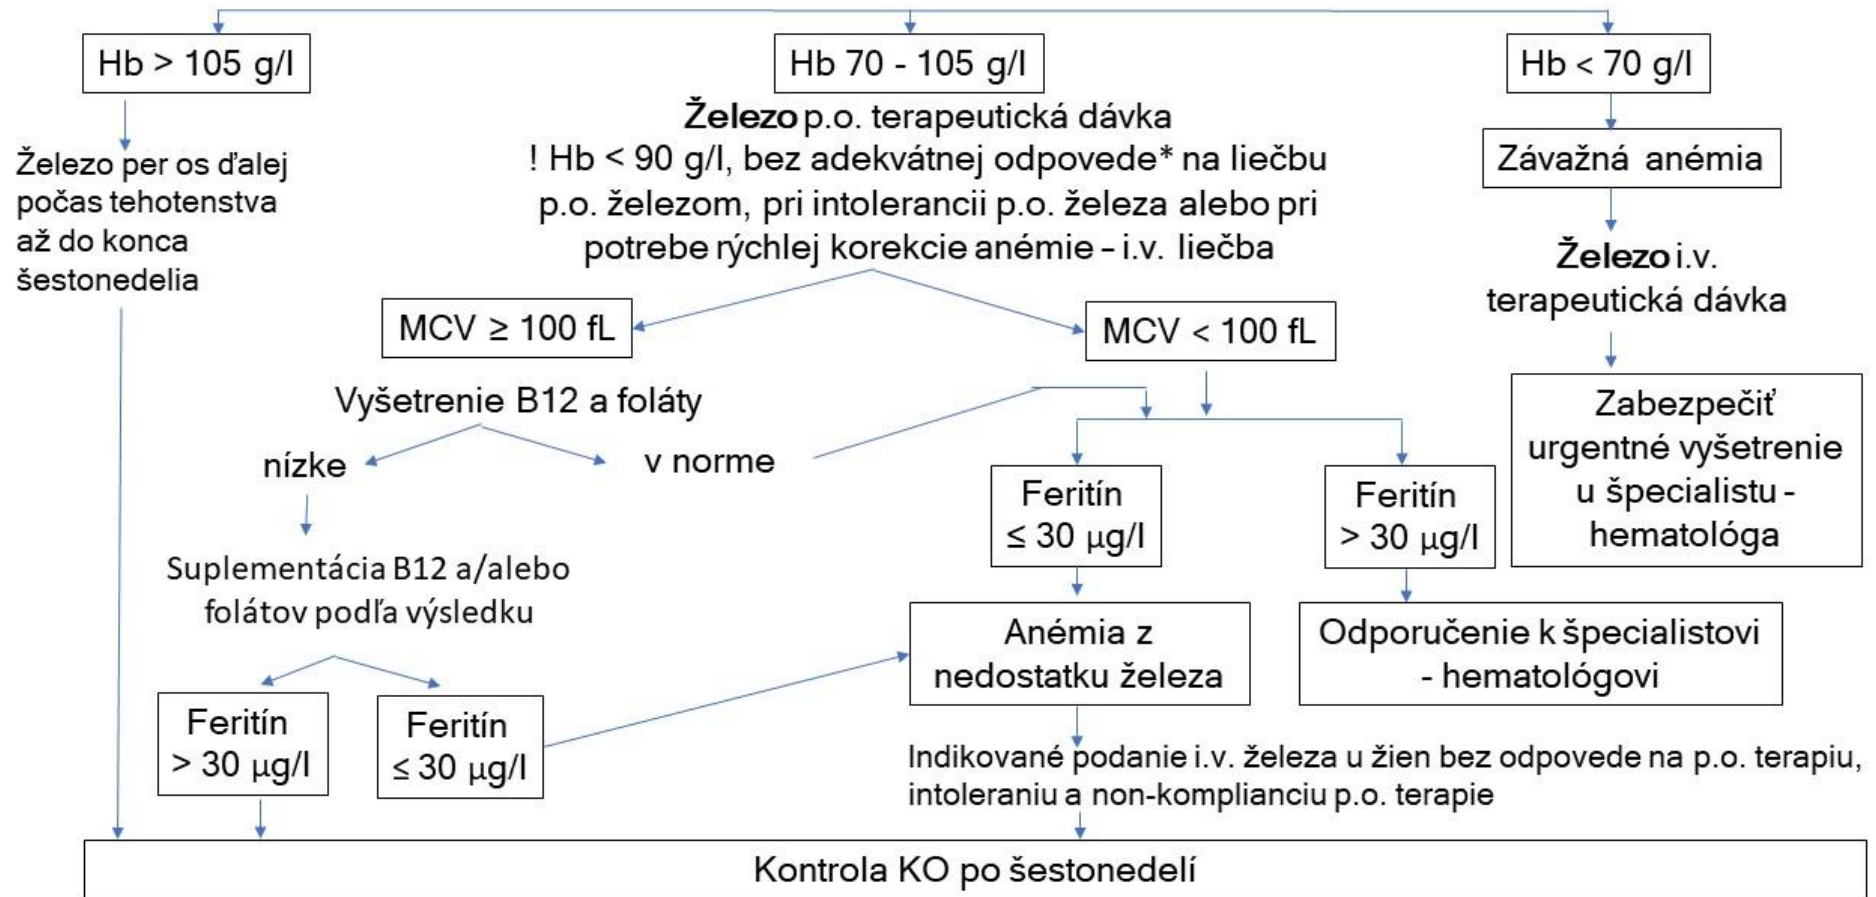 Hb > 105 g/l
Hb 70 - 105 g/l
Hb < 70 g/l
Železo per os ďalej
počas tehotenstva
až do konca
šestonedelia
Železo p.o. terapeutická dávka
! Hb < 90 g/l, bez adekvátnej odpovede* na liečbu
p.o. železom, pri intolerancii p.o. železa alebo pri
potrebe rýchlej korekcie anémie – i.v. liečba
Závažná anémia
Železo i.v.
terapeutická dávka
Zabezpečiť
urgentné vyšetrenie
u špecialistu -
hematológa
MCV ≥ 100 fL
MCV < 100 fL
Vyšetrenie B12 a foláty
nízke
v norme
Suplementácia B12 a/alebo
folátov podľa výsledku
Feritín
> 30 µg/l
Feritín
≤ 30 µg/l
Feritín
≤ 30 µg/l
Feritín
> 30 µg/l
Anémia z
nedostatku železa
Odporučenie k špecialistovi
- hematológovi
Indikované podanie i.v. železa u žien bez odpovede na p.o. terapiu,
intoleraniu a non-komplianciu p.o. terapie
Kontrola KO po šestonedelí